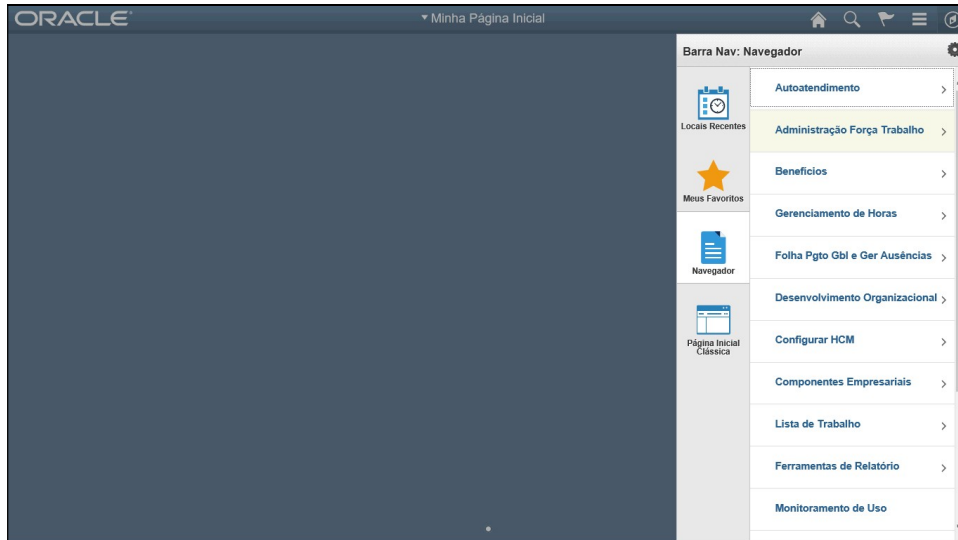 ORACLE
Minha Página Inicial
Barra Nav: Navegador
Locais Recentes
Meus Favoritos
Navegador
Página Inicial
Clássica
Autoatendimento
Administração Força Trabalho
Benefícios
Gerenciamento de Horas
Folha Pgto Gbl e Ger Ausências
Desenvolvimento Organizacional
Configurar HCM
Componentes Empresariais
Lista de Trabalho
Ferramentas de Relatório
Monitoramento de Uso